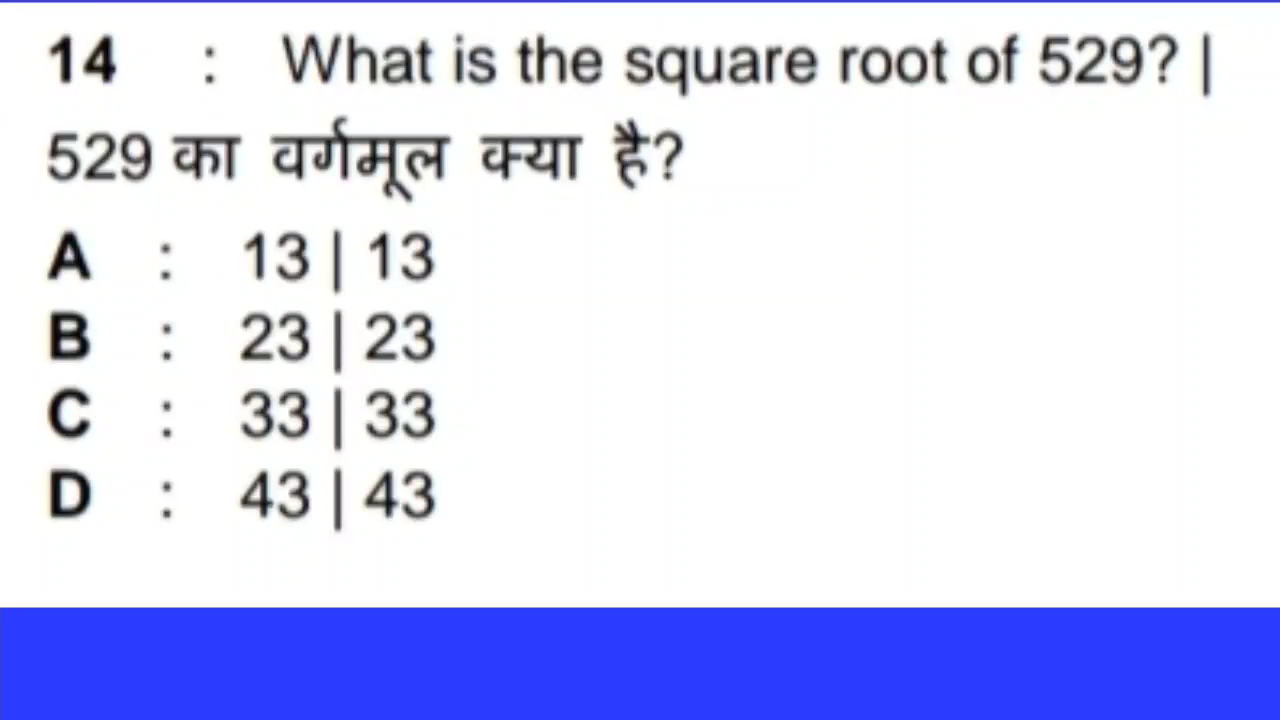 14 : What is the square root of 529? |
529 का वर्गमूल क्या है?
A : 13 | 13
B : 23 | 23
C : 33 | 33
D : 43 | 43